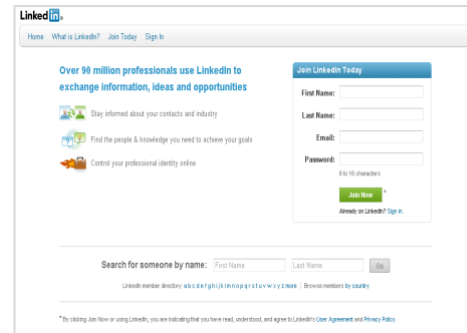 Linked in.
Home What is LinkedIn? Join Today Sign In
Over 90 million professionals use LinkedIn to
exchange information, ideas and opportunities
Stay informed about your contacts and industry
Find the people & knowledge you need to achieve your goals
Control your professional identity online
Join LinkedIn Today
First Name:
Last Name:
Email:
Password:
6 to 16 characters
Join Now *
Already on LinkedIn? Sign in.
Search for someone by name: First Name Last Name Go
LinkedIn member directory: a b c d e f g h i j k l m n o p q r s t u v w x y z more | Browse members by country
* By clicking Join Now or using LinkedIn, you are indicating that you have read, understood, and agree to LinkedIn's User Agreement and Privacy Policy.